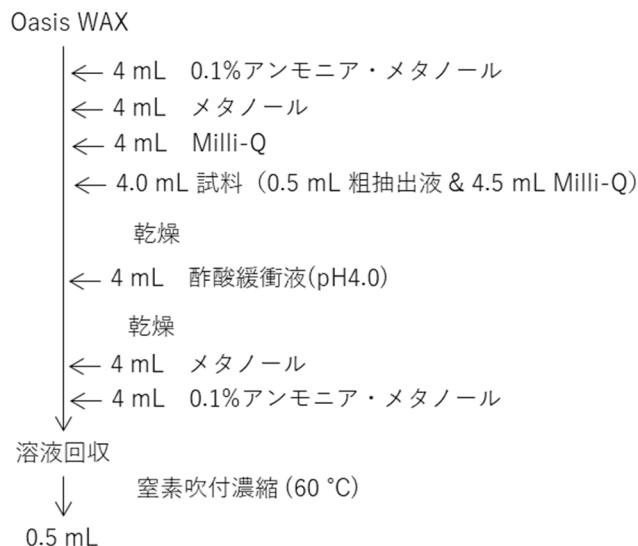 Oasis WAX
4 mL 0.1%アンモニア・メタノール
4 mL メタノール
4 mL Milli-Q
4.0 mL 試料（0.5 mL 粗抽出液 & 4.5 mL Milli-Q）
乾燥
4 mL 酢酸緩衝液(pH4.0)
乾燥
4 mL メタノール
4 mL 0.1%アンモニア・メタノール
溶液回収
窒素吹付濃縮 (60 °C)
0.5 mL